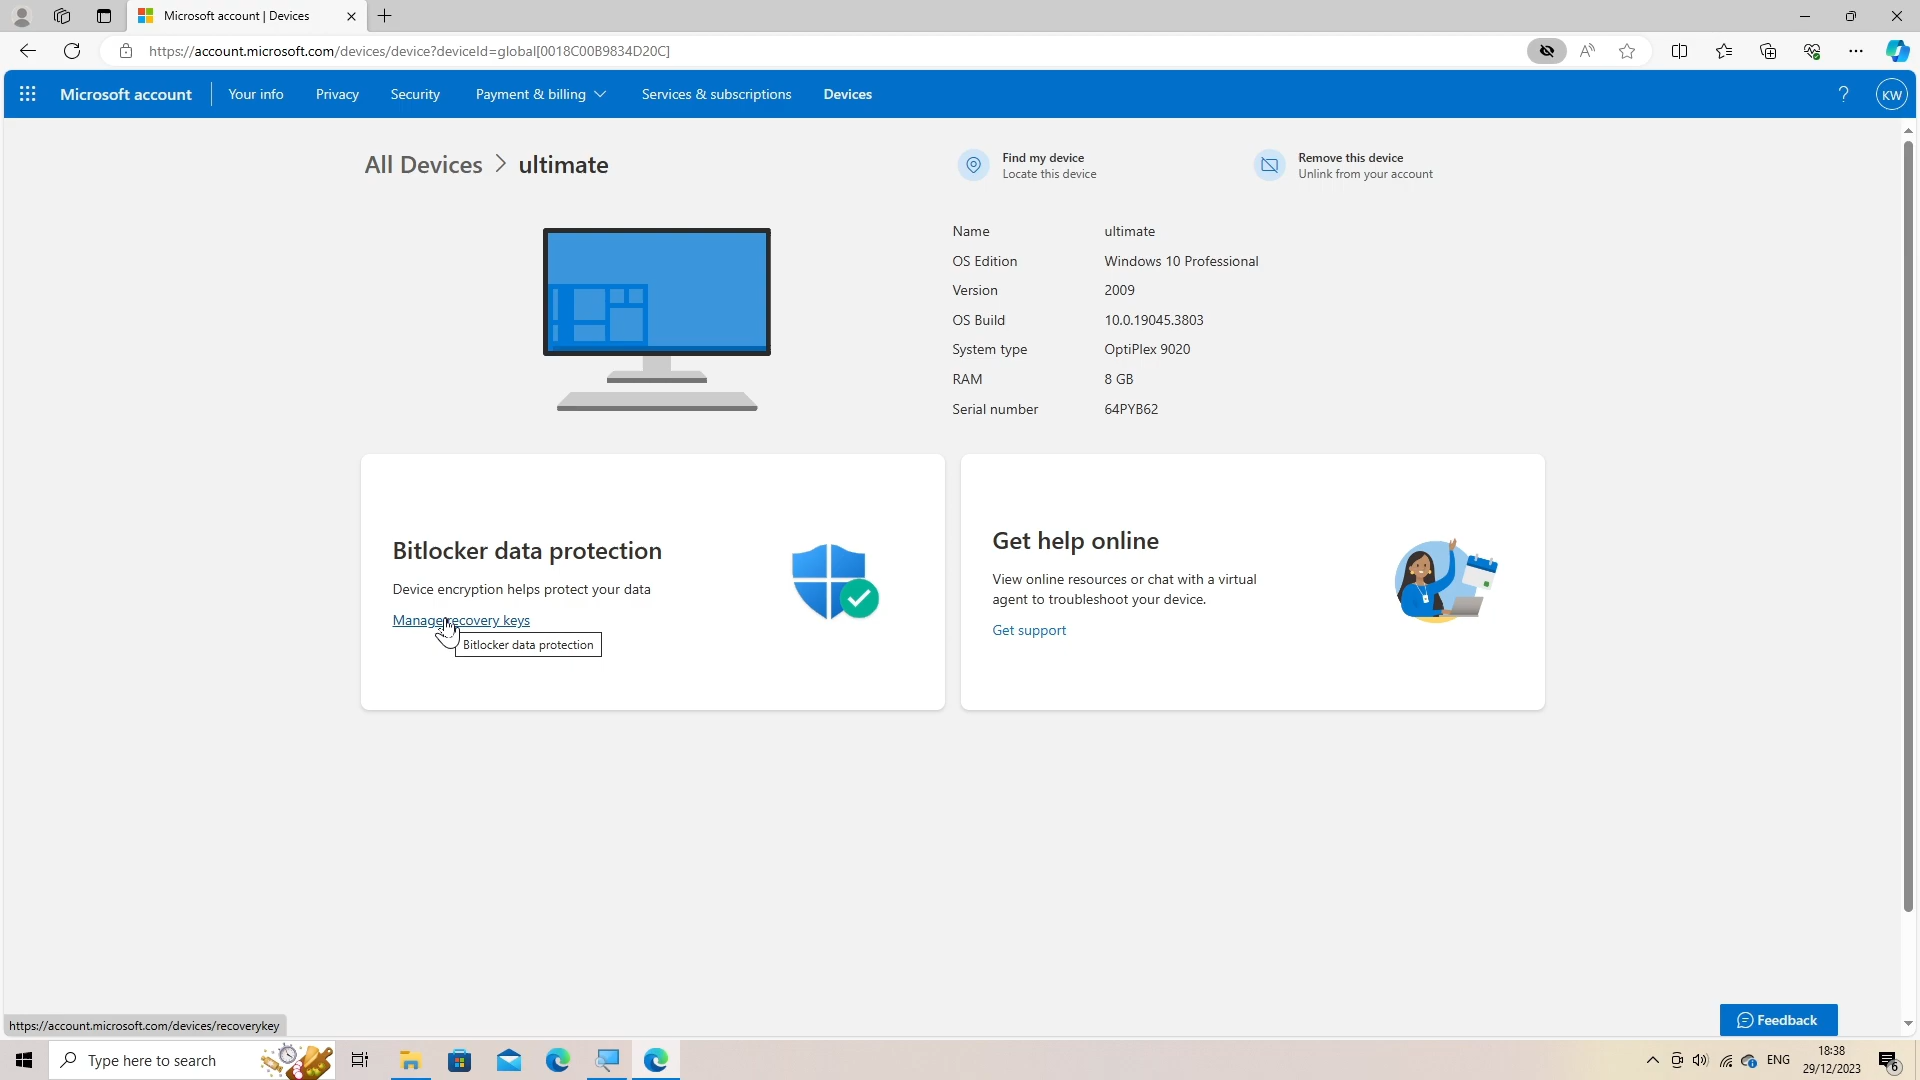 Microsoft account | Devices
https://account.microsoft.com/devices/device?deviceId=global[0018C00B9834D20C]
Microsoft account
Your info
Privacy
Security
Payment & billing
Services & subscriptions
Devices
?
KW
All Devices > ultimate
Find my device
Locate this device
Remove this device
Unlink from your account
Name ultimate
OS Edition Windows 10 Professional
Version 2009
OS Build 10.0.19045.3803
System type OptiPlex 9020
RAM 8 GB
Serial number 64PYB62
Bitlocker data protection
Device encryption helps protect your data
Manage recovery keys
Bitlocker data protection
Get help online
View online resources or chat with a virtual
agent to troubleshoot your device.
Get support
Feedback
https://account.microsoft.com/devices/recoverykey
Type here to search
ENG
18:38
29/12/2023
6